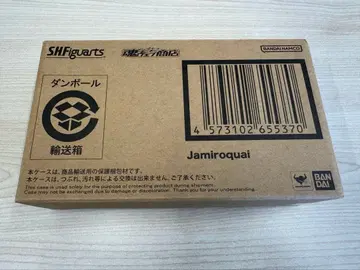 S.H.Figuarts
魂ウェブ商店
BANDAI NAMCO
ダンボール
輸送箱
4 573102 655370
Jamiroquai
本ケースは、商品輸送用の保護梱包材です。
本ケースは、つぶれ、汚れ等による交換は出来ません、ご了承ください。
This case is used safely for the purpose of protecting product during shipment.
Case may not be exchanged due to damage or discoloration. Thank you for your understanding.
BAN
DAI